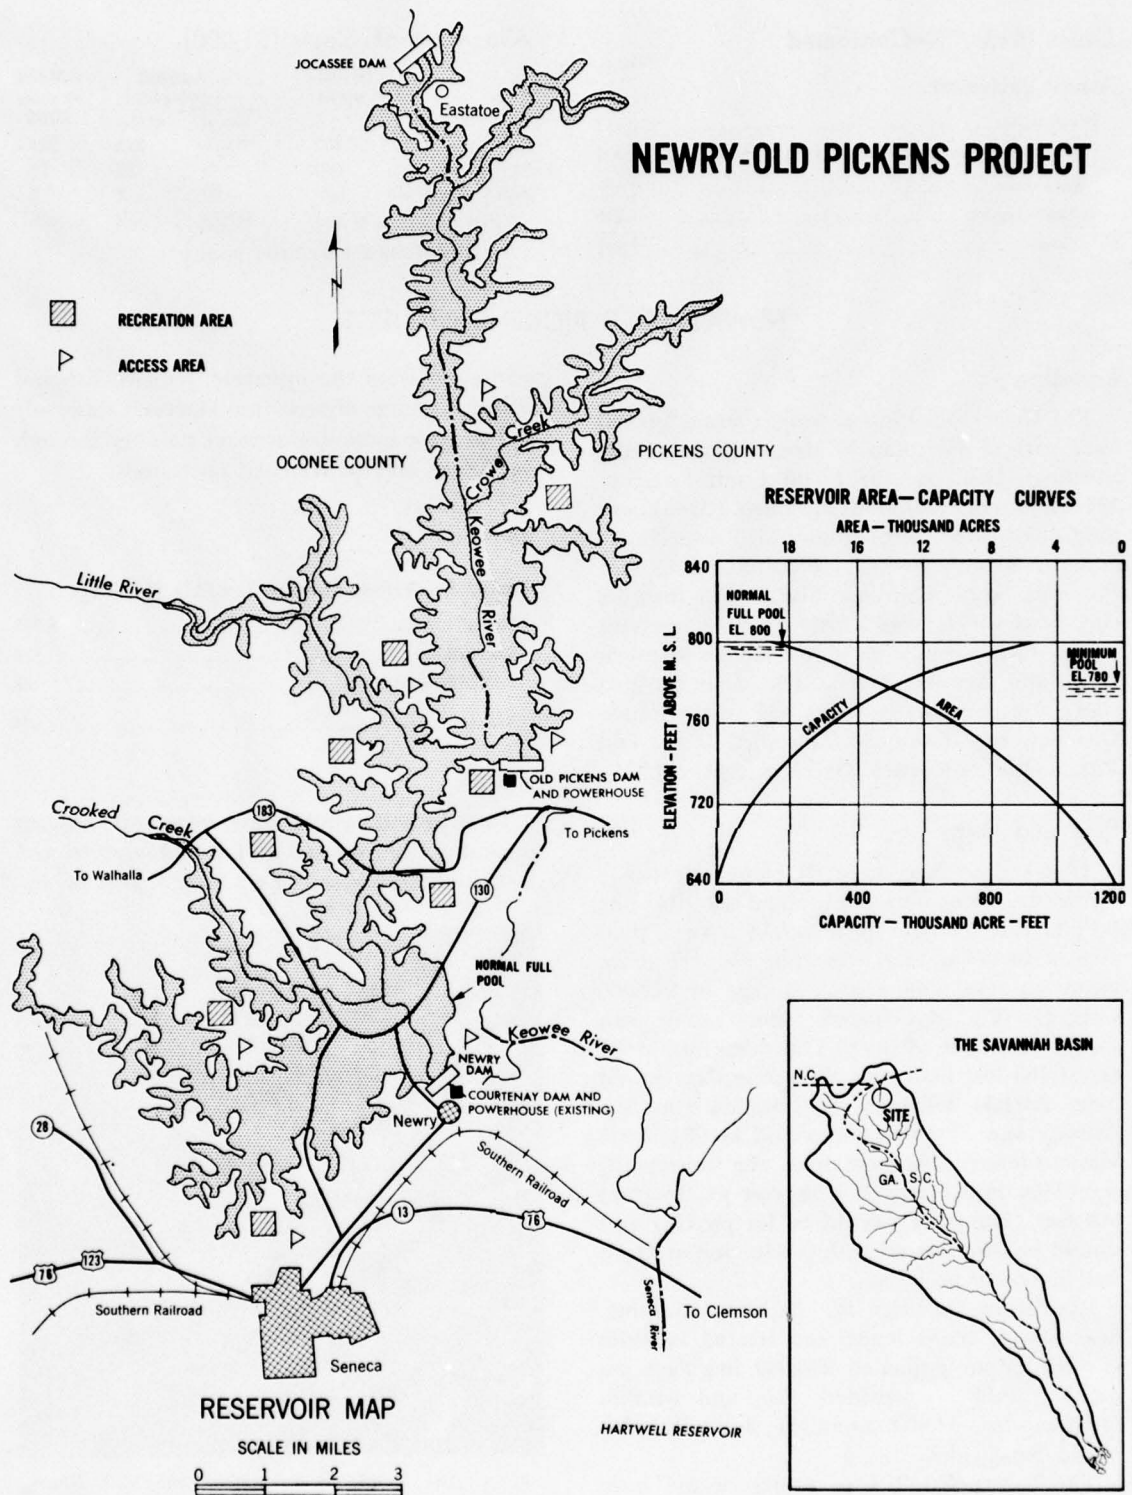 JOCASSEE DAM
Eastatoe
NEWRY-OLD PICKENS PROJECT
N
RECREATION AREA
ACCESS AREA
OCONEE COUNTY
PICKENS COUNTY
Crowe Creek
Keowee River
Little River
OLD PICKENS DAM
AND POWERHOUSE
Crooked Creek
183
To Pickens
To Walhalla
130
NORMAL FULL
POOL
Keowee River
NEWRY
DAM
COURTENAY DAM AND
POWERHOUSE (EXISTING)
Newry
28
Southern Railroad
13
76
76
123
Southern Railroad
To Clemson
Seneca River
Seneca
RESERVOIR MAP
SCALE IN MILES
0 1 2 3
HARTWELL RESERVOIR
RESERVOIR AREA—CAPACITY CURVES
AREA — THOUSAND ACRES
18 16 12 8 4 0
840
800
760
720
640
ELEVATION - FEET ABOVE M. S. L.
NORMAL
FULL POOL
EL. 800
MINIMUM
POOL
EL. 780
CAPACITY
AREA
0 400 800 1200
CAPACITY — THOUSAND ACRE - FEET
THE SAVANNAH BASIN
N.C.
SITE
GA. S.C.